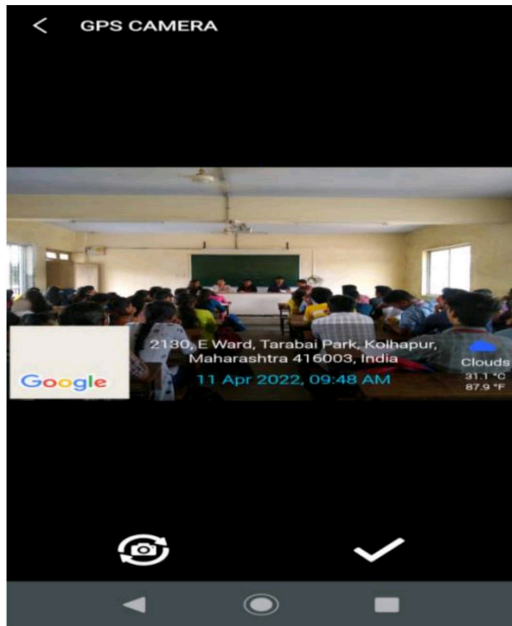 GPS CAMERA
2130, E Ward, Tarabai Park, Kolhapur,
Maharashtra 416003, India
11 Apr 2022, 09:48 AM
Google
Clouds
31.1 °C
87.9 °F